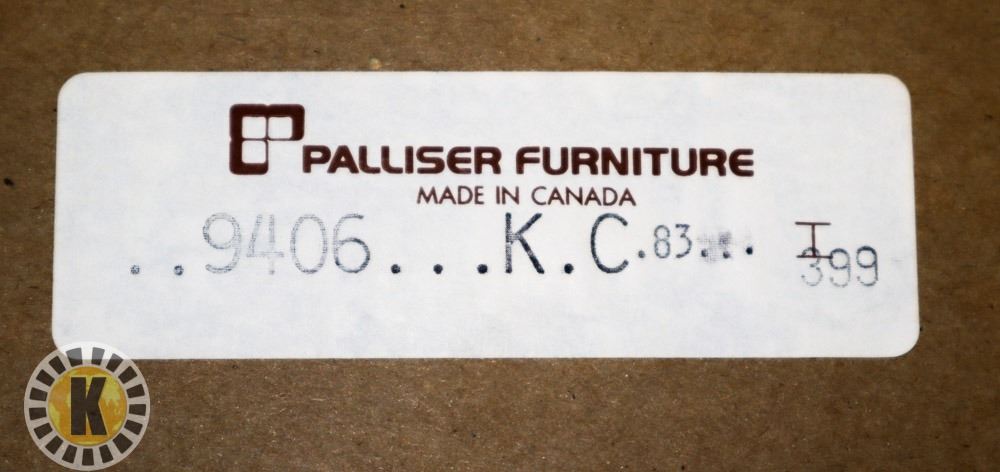 PALLISER FURNITURE
MADE IN CANADA
..9406...K.C.83... I 399
K